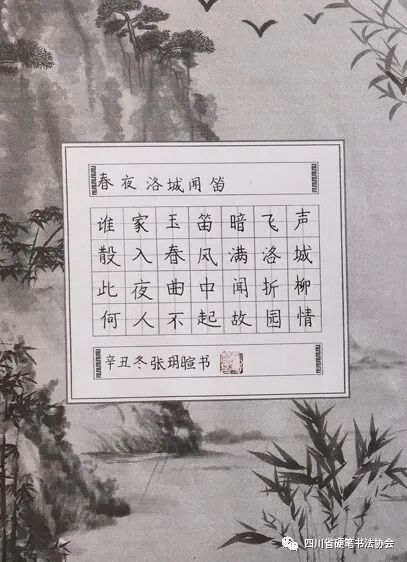 春夜洛城闻笛
谁家玉笛暗飞声
散入春风满洛城
此夜曲中闻折柳
何人不起故园情
辛丑冬张玥暄书
四川省硬笔书法协会